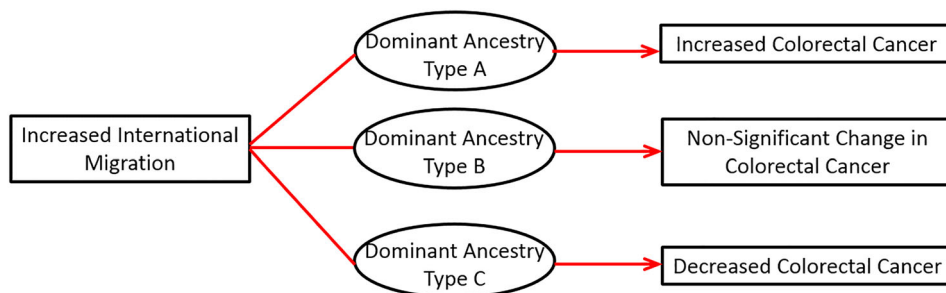 Increased International
Migration
Dominant Ancestry
Type A
Increased Colorectal Cancer
Dominant Ancestry
Type B
Non-Significant Change in
Colorectal Cancer
Dominant Ancestry
Type C
Decreased Colorectal Cancer